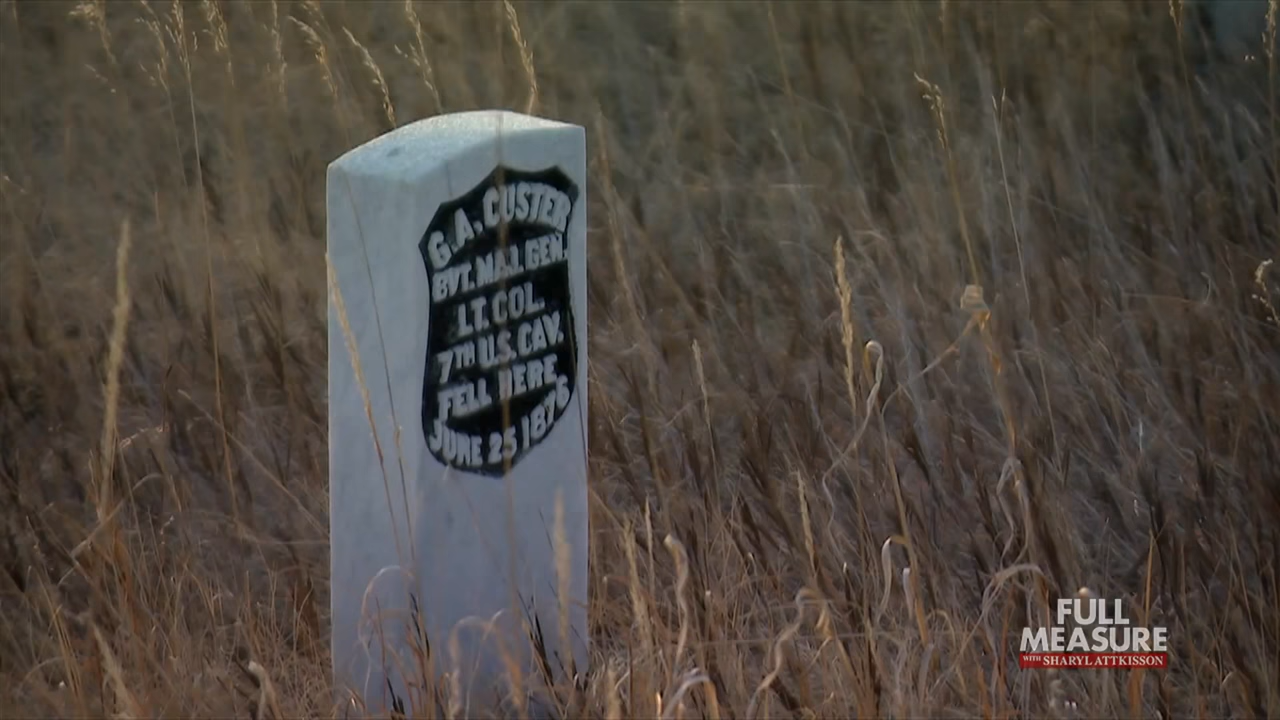 G. A. CUSTER
BVT. MAJ. GEN.
LT. COL.
7TH U.S. CAV.
FELL HERE
JUNE 25 1876
FULL
MEASURE
WITH SHARYL ATTKISSON